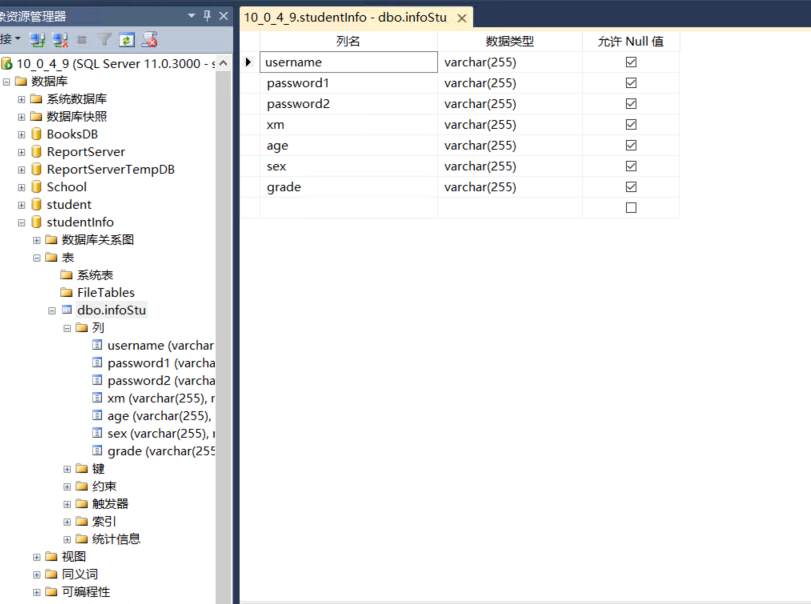 象资源管理器
接
10_0_4_9 (SQL Server 11.0.3000 - s
数据库
系统数据库
数据库快照
BooksDB
ReportServer
ReportServerTempDB
School
student
studentInfo
数据库关系图
表
系统表
FileTables
dbo.infoStu
列
username (varchar
password1 (varcha
password2 (varcha
xm (varchar(255), n
age (varchar(255),
sex (varchar(255), n
grade (varchar(255
键
约束
触发器
索引
统计信息
视图
同义词
可编程性
10_0_4_9.studentInfo - dbo.infoStu
列名 数据类型 允许 Null 值
username varchar(255)
password1 varchar(255)
password2 varchar(255)
xm varchar(255)
age varchar(255)
sex varchar(255)
grade varchar(255)